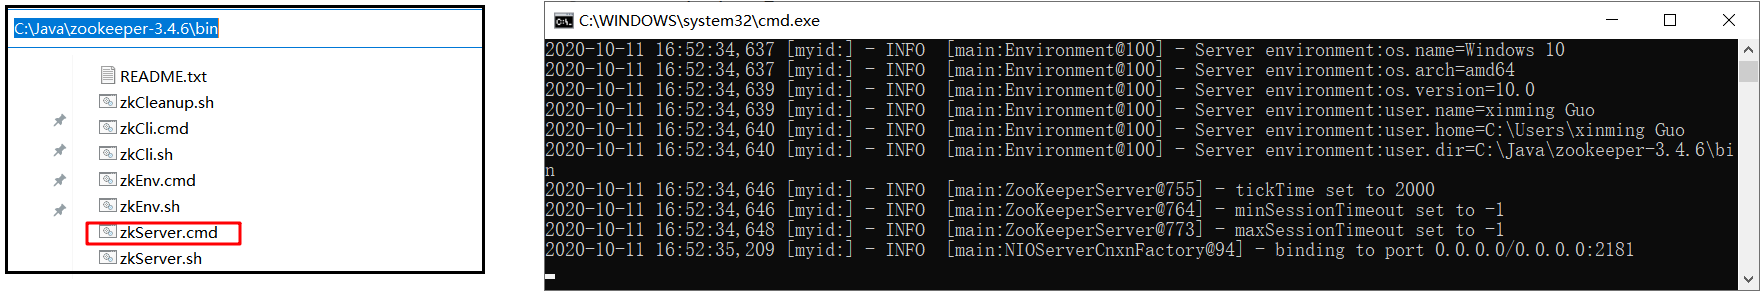 C:\Java\zookeeper-3.4.6\bin
README.txt
zkCleanup.sh
zkCli.cmd
zkCli.sh
zkEnv.cmd
zkEnv.sh
zkServer.cmd
zkServer.sh
C:\WINDOWS\system32\cmd.exe
2020-10-11 16:52:34,637 [myid:] - INFO  [main:Environment@100] - Server environment:os.name=Windows 10
2020-10-11 16:52:34,637 [myid:] - INFO  [main:Environment@100] - Server environment:os.arch=amd64
2020-10-11 16:52:34,639 [myid:] - INFO  [main:Environment@100] - Server environment:os.version=10.0
2020-10-11 16:52:34,639 [myid:] - INFO  [main:Environment@100] - Server environment:user.name=xinming Guo
2020-10-11 16:52:34,640 [myid:] - INFO  [main:Environment@100] - Server environment:user.home=C:\Users\xinming Guo
2020-10-11 16:52:34,640 [myid:] - INFO  [main:Environment@100] - Server environment:user.dir=C:\Java\zookeeper-3.4.6\bi
n
2020-10-11 16:52:34,646 [myid:] - INFO  [main:ZooKeeperServer@755] - tickTime set to 2000
2020-10-11 16:52:34,646 [myid:] - INFO  [main:ZooKeeperServer@764] - minSessionTimeout set to -1
2020-10-11 16:52:34,648 [myid:] - INFO  [main:ZooKeeperServer@773] - maxSessionTimeout set to -1
2020-10-11 16:52:35,209 [myid:] - INFO  [main:NIOServerCnxnFactory@94] - binding to port 0.0.0.0/0.0.0.0:2181